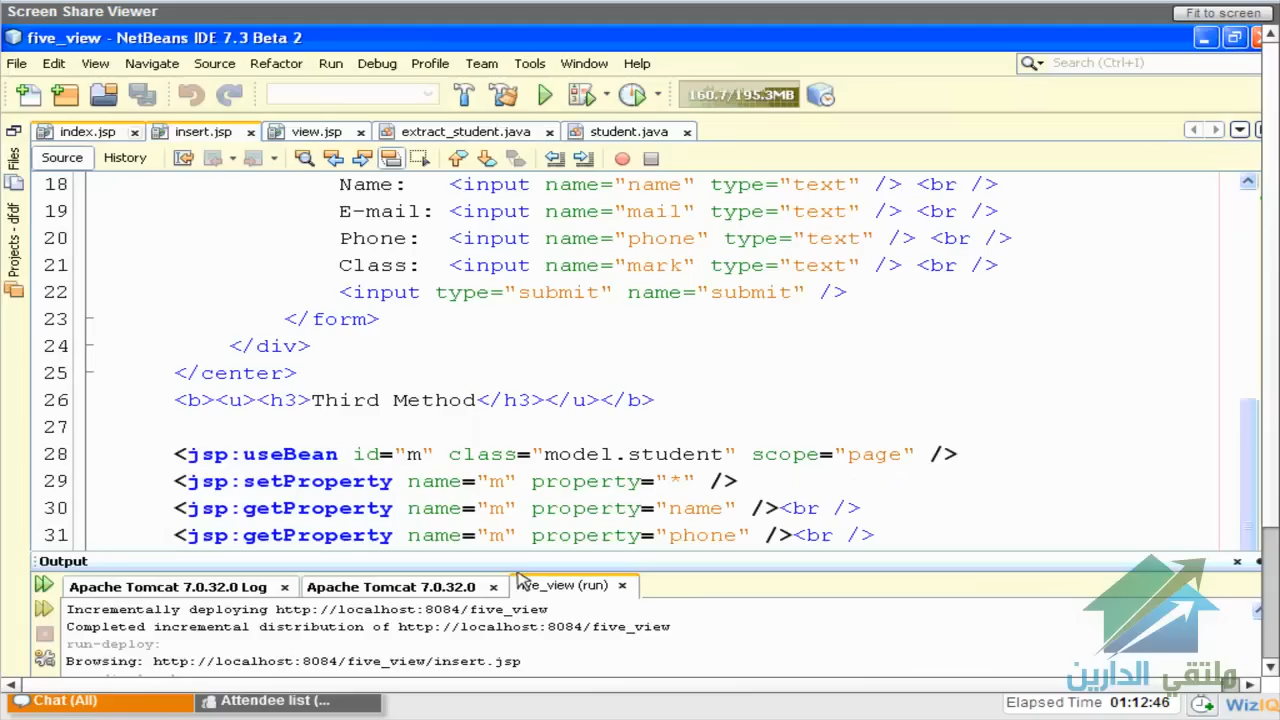 Screen Share Viewer
Fit to screen
five_view - NetBeans IDE 7.3 Beta 2
File Edit View Navigate Source Refactor Run Debug Profile Team Tools Window Help
Search (Ctrl+I)
160.7/195.3MB
index.jsp insert.jsp view.jsp extract_student.java student.java
Source History
Files
Projects - dfdf
18 Name: <input name="name" type="text" /> <br />
19 E-mail: <input name="mail" type="text" /> <br />
20 Phone: <input name="phone" type="text" /> <br />
21 Class: <input name="mark" type="text" /> <br />
22 <input type="submit" name="submit" />
23 </form>
24 </div>
25 </center>
26 <b><u><h3>Third Method</h3></u></b>
27
28 <jsp:useBean id="m" class="model.student" scope="page" />
29 <jsp:setProperty name="m" property="*" />
30 <jsp:getProperty name="m" property="name" /><br />
31 <jsp:getProperty name="m" property="phone" /><br />
Output
Apache Tomcat 7.0.32.0 Log Apache Tomcat 7.0.32.0 five_view (run)
Incrementally deploying http://localhost:8084/five_view
Completed incremental distribution of http://localhost:8084/five_view
run-deploy:
Browsing: http://localhost:8084/five_view/insert.jsp
ملتقي الدارين
Chat (All) Attendee list (...
Elapsed Time 01:12:46
WizIQ